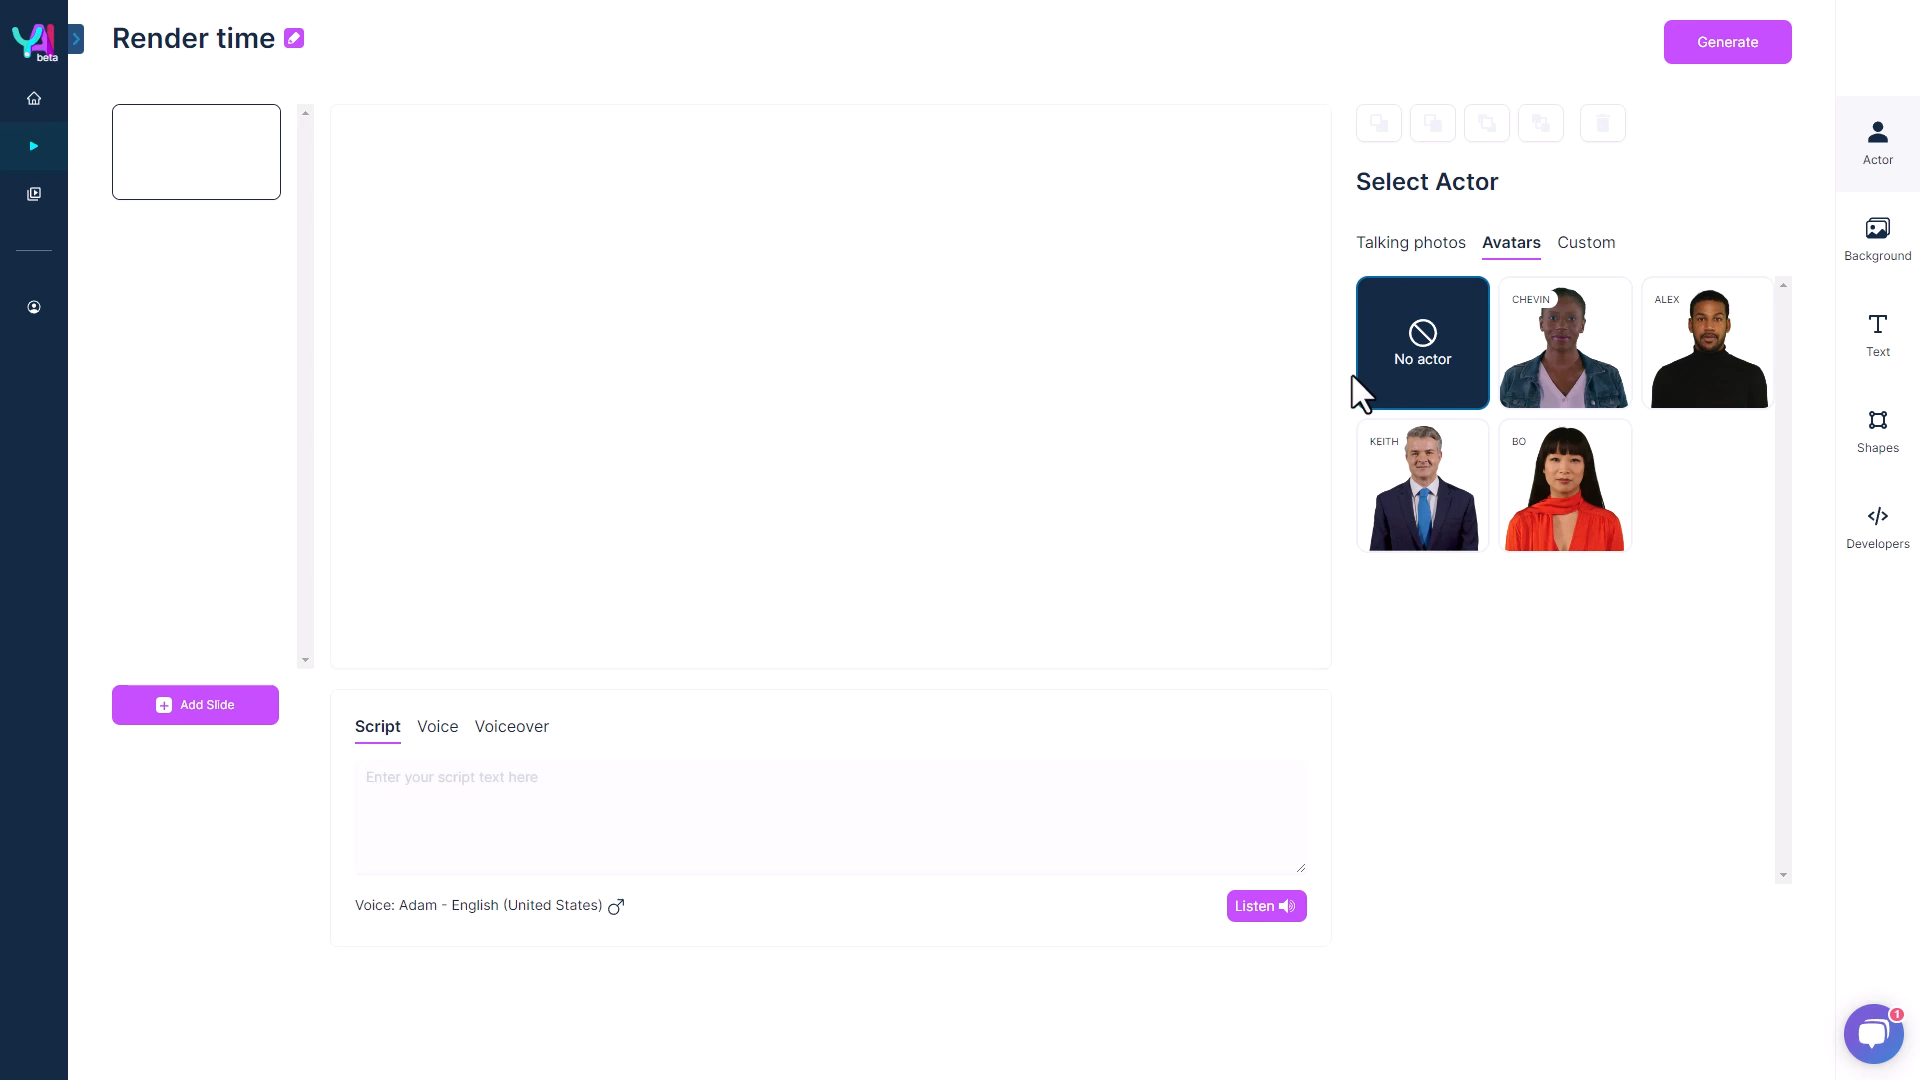 YAI
beta
Render time
Generate
Select Actor
Talking photos Avatars Custom
No actor
CHEVIN
ALEX
KEITH
BO
Actor
Background
Text
Shapes
Developers
Add Slide
Script Voice Voiceover
Enter your script text here
Voice: Adam - English (United States)
Listen
1